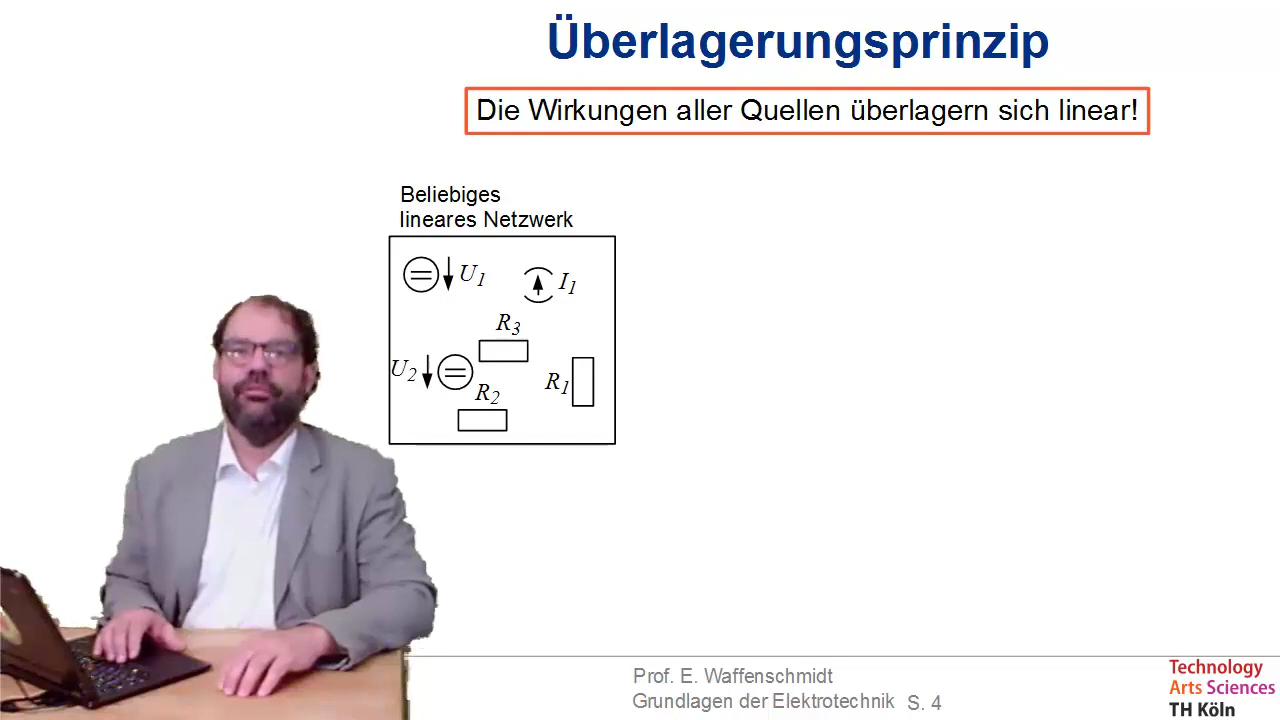 Überlagerungsprinzip
Die Wirkungen aller Quellen überlagern sich linear!
Beliebiges
lineares Netzwerk
U1
I1
R3
U2
R2
R1
Prof. E. Waffenschmidt
Grundlagen der Elektrotechnik S. 4
Technology
Arts Sciences
TH Köln